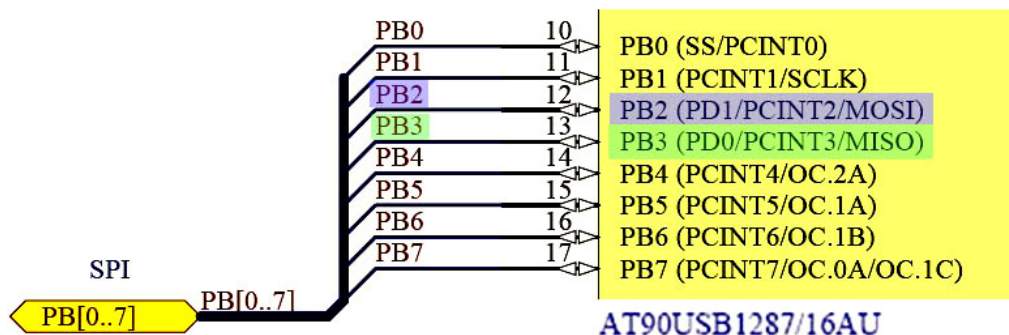 PB0 10 PB0 (SS/PCINT0)
PB1 11 PB1 (PCINT1/SCLK)
PB2 12 PB2 (PD1/PCINT2/MOSI)
PB3 13 PB3 (PD0/PCINT3/MISO)
PB4 14 PB4 (PCINT4/OC.2A)
PB5 15 PB5 (PCINT5/OC.1A)
PB6 16 PB6 (PCINT6/OC.1B)
PB7 17 PB7 (PCINT7/OC.0A/OC.1C)
SPI
PB[0..7] PB[0..7]
AT90USB1287/16AU